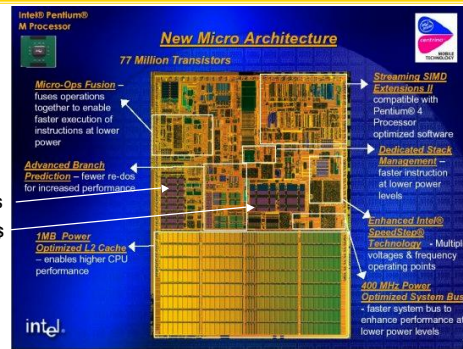 Intel® Pentium®
M Processor
New Micro Architecture
77 Million Transistors
Micro-Ops Fusion –
fuses operations
together to enable
faster execution of
instructions at lower
power
Advanced Branch
Prediction – fewer re-dos
for increased performance
s
s
1MB Power
Optimized L2 Cache
– enables higher CPU
performance
intel
MOBILE
TECHNOLOGY
Streaming SIMD
Extensions II
compatible with
Pentium® 4
Processor
optimized software
Dedicated Stack
Management –
faster instruction
at lower power
levels
Enhanced Intel®
SpeedStep®
Technology - Multipl
voltages & frequency
operating points
400 MHz Power
Optimized System Bus
- faster system bus to
enhance performance at
lower power levels